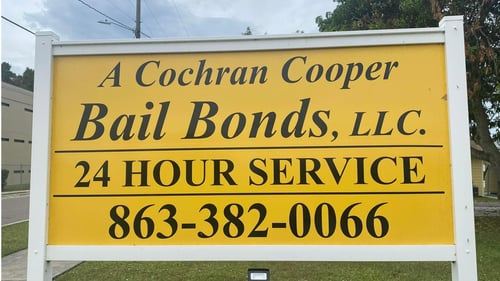 A Cochran Cooper
Bail Bonds, LLC.
24 HOUR SERVICE
863-382-0066